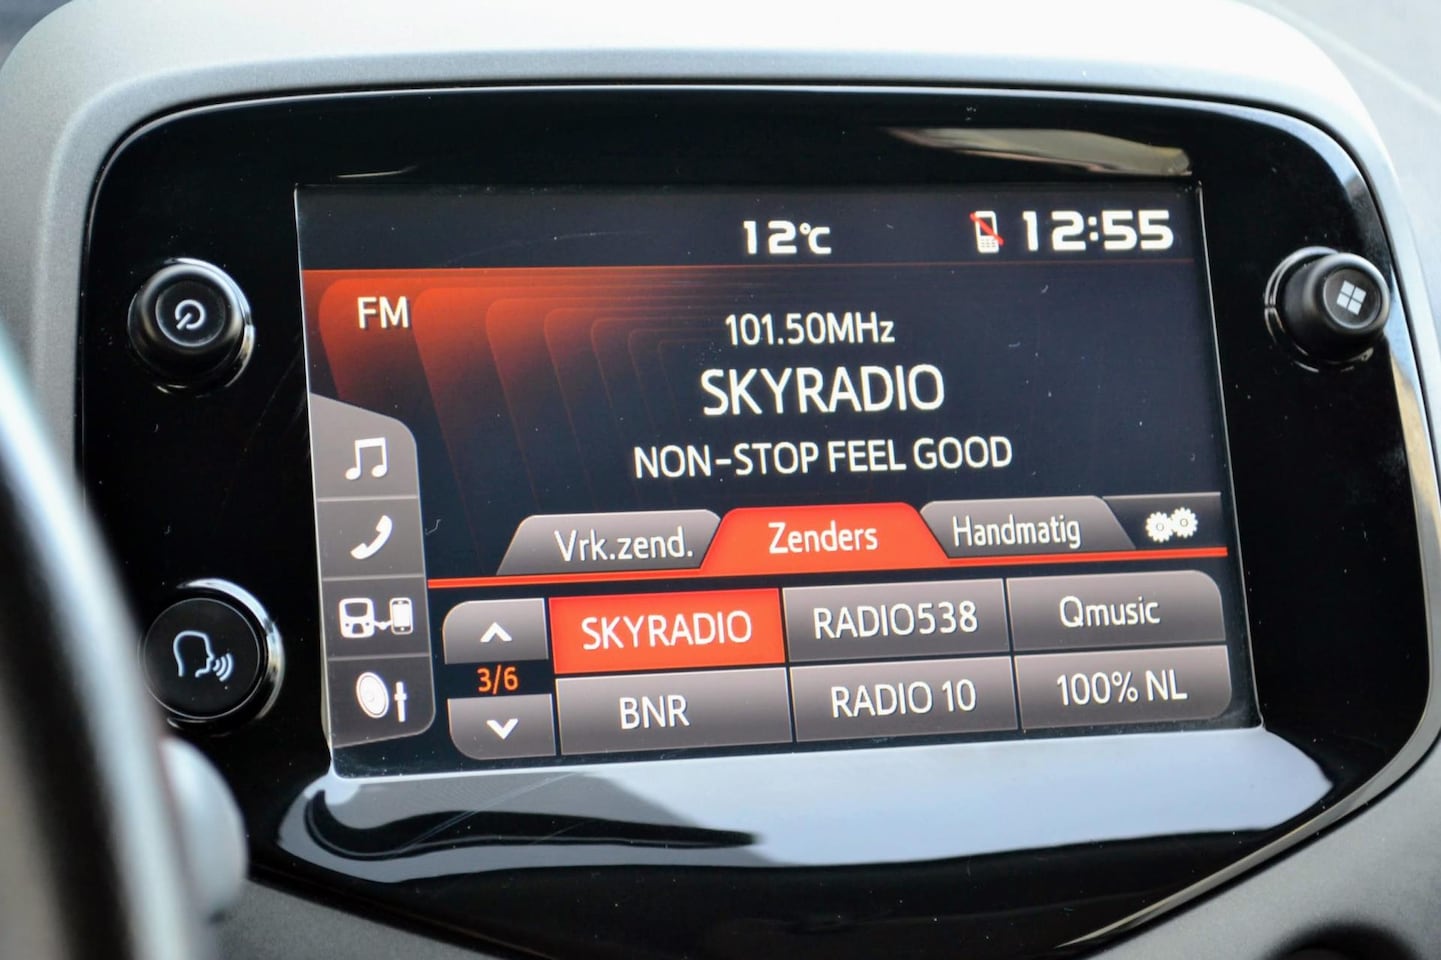 12°C 12:55
FM
101.50MHz
SKYRADIO
NON-STOP FEEL GOOD
Vrk.zend. Zenders Handmatig
SKYRADIO RADIO538 Qmusic
3/6
BNR RADIO 10 100% NL